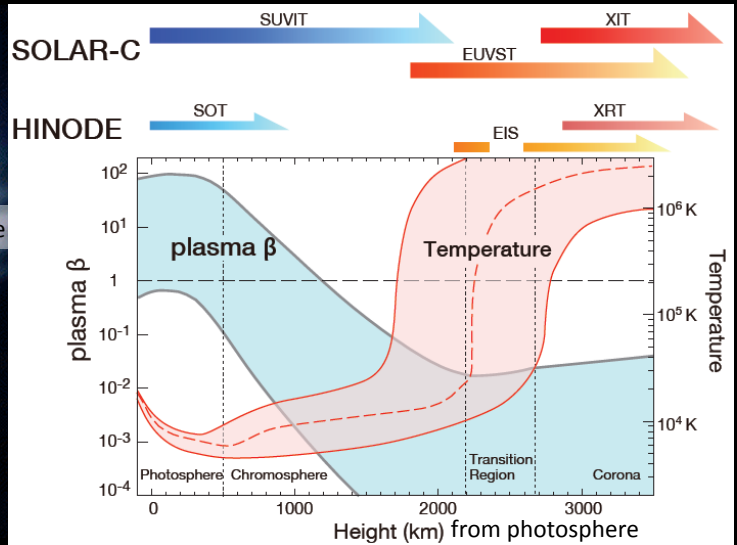 SUVIT
XIT
SOLAR-C
EUVST
SOT
XRT
HINODE
EIS
e
10²
10¹
1
10⁻¹
10⁻²
10⁻³
10⁻⁴
plasma β
plasma β
Temperature
10⁶ K
10⁵ K
10⁴ K
Temperature
Photosphere
Chromosphere
Transition
Region
Corona
0
1000
2000
3000
Height (km) from photosphere